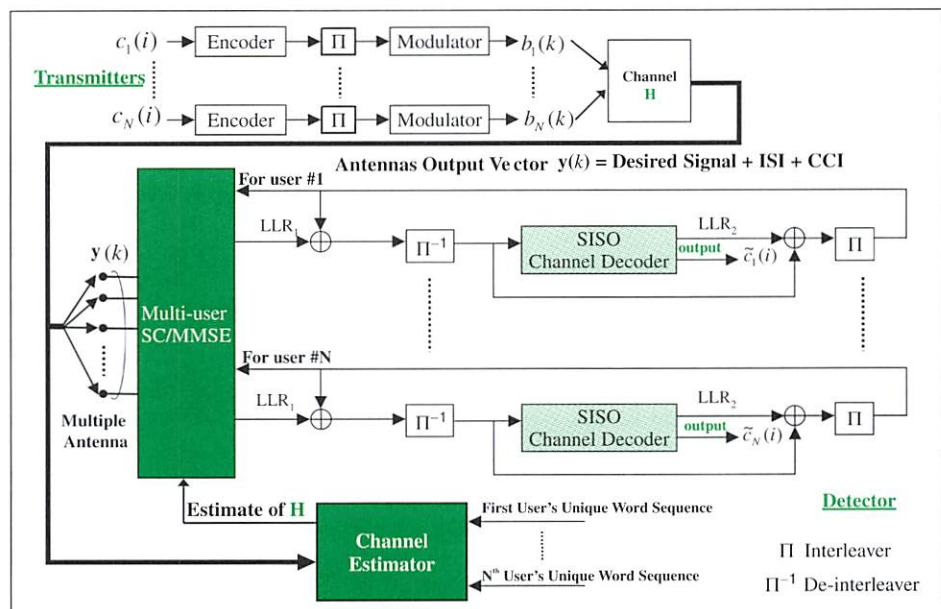 c₁(i) Encoder Π Modulator b₁(k)
Transmitters
Channel
H
c_N(i) Encoder Π Modulator b_N(k)
Antennas Output Vector y(k) = Desired Signal + ISI + CCI
For user #1
y(k)
LLR₁
Π⁻¹
SISO
Channel Decoder
LLR₂
output
c̃₁(i)
Π
Multi-user
SC/MMSE
For user #N
LLR₁
Π⁻¹
SISO
Channel Decoder
LLR₂
output
c̃_N(i)
Π
Multiple
Antenna
Estimate of H
Channel
Estimator
First User's Unique Word Sequence
Nᵗʰ User's Unique Word Sequence
Detector
Π Interleaver
Π⁻¹ De-interleaver